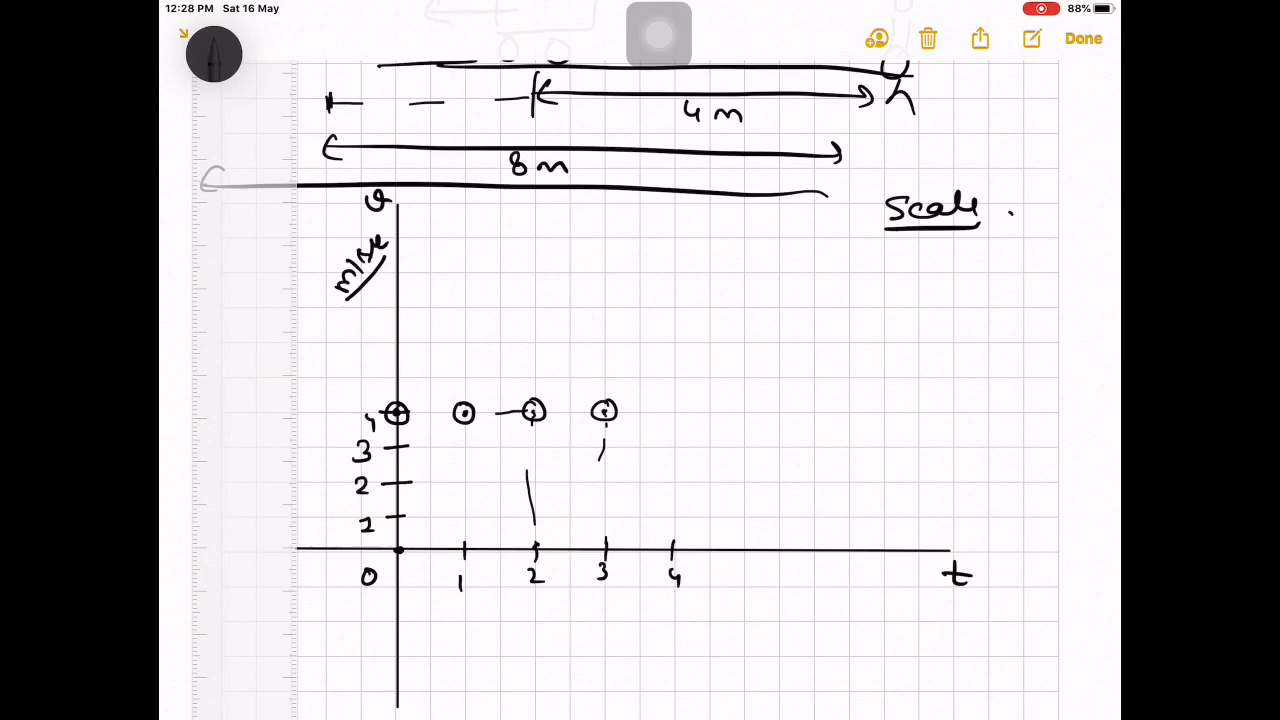 12:28 PM Sat 16 May
88%
Done
4 m
8 m
Scale .
v
m/sec
4
3
2
1
0 1 2 3 4
t